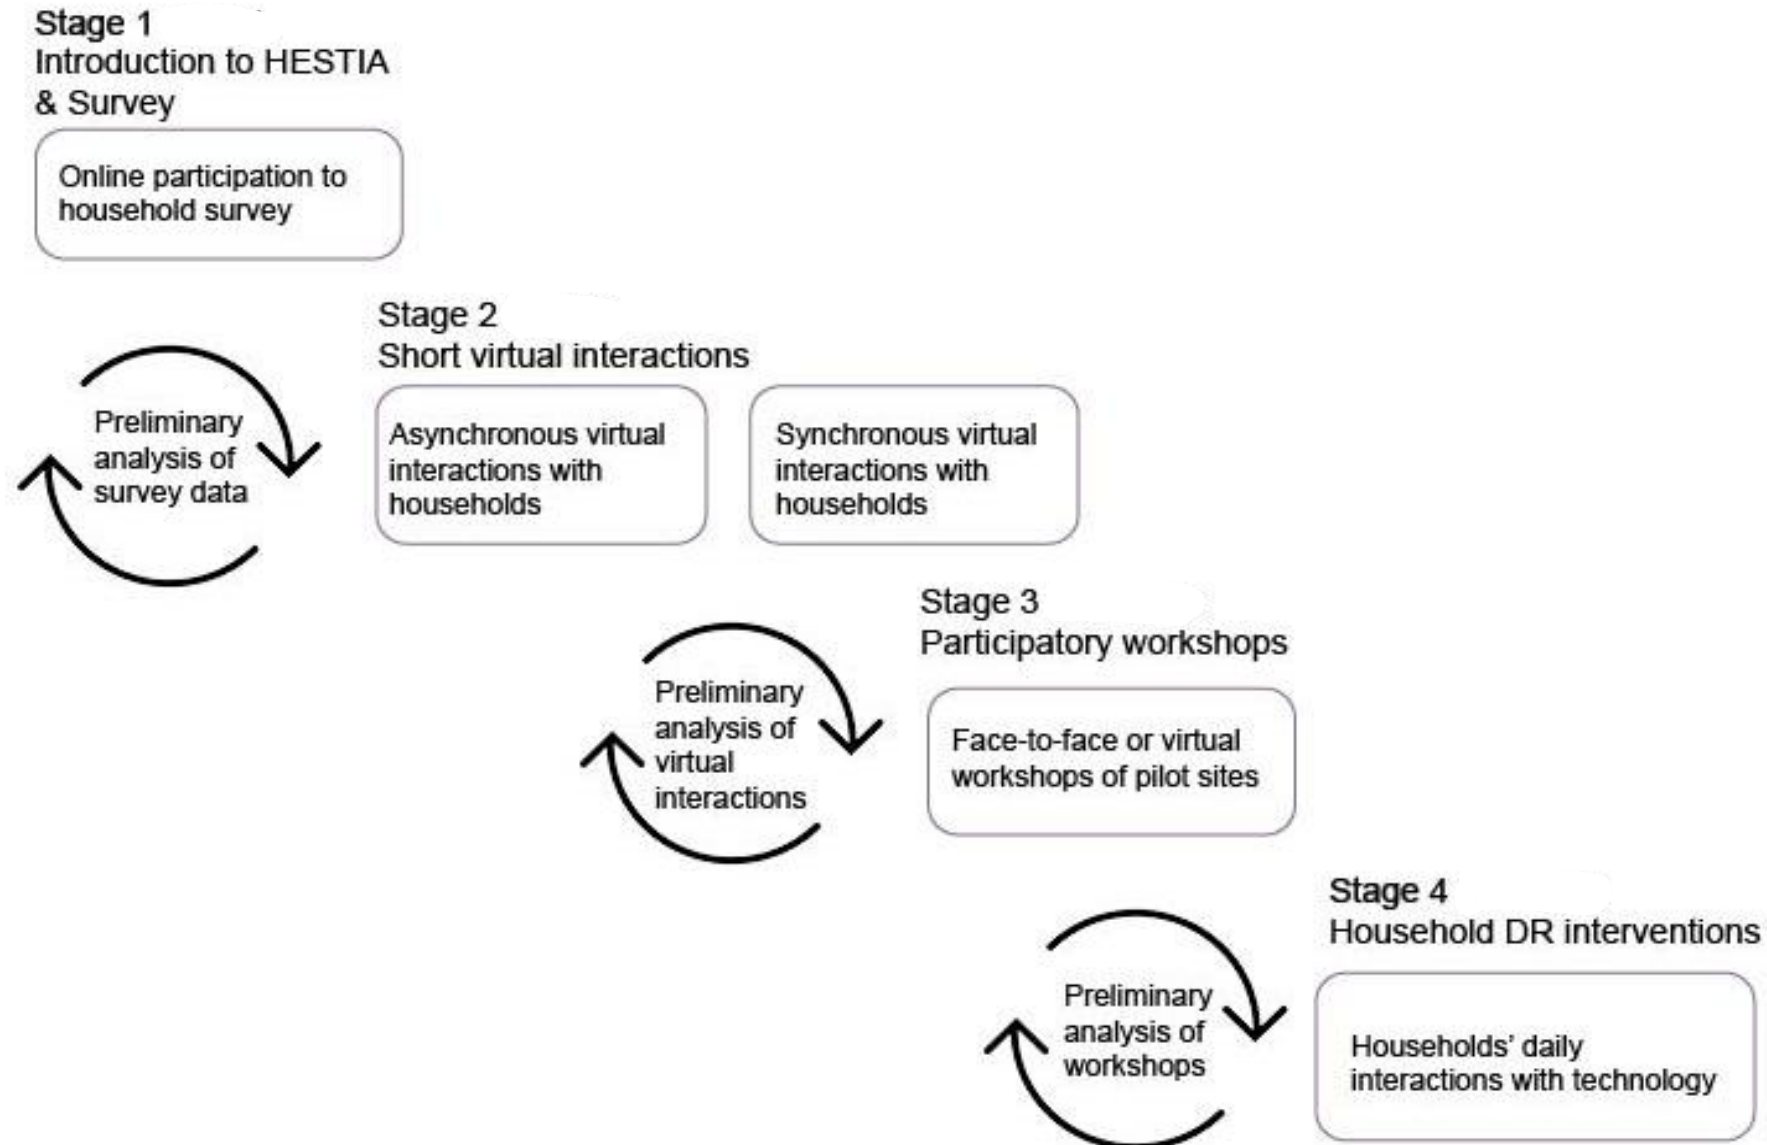 Stage 1
Introduction to HESTIA
& Survey
Online participation to
household survey
Preliminary
analysis of
survey data
Stage 2
Short virtual interactions
Asynchronous virtual
interactions with
households
Synchronous virtual
interactions with
households
Preliminary
analysis of
virtual
interactions
Stage 3
Participatory workshops
Face-to-face or virtual
workshops of pilot sites
Preliminary
analysis of
workshops
Stage 4
Household DR interventions
Households’ daily
interactions with technology